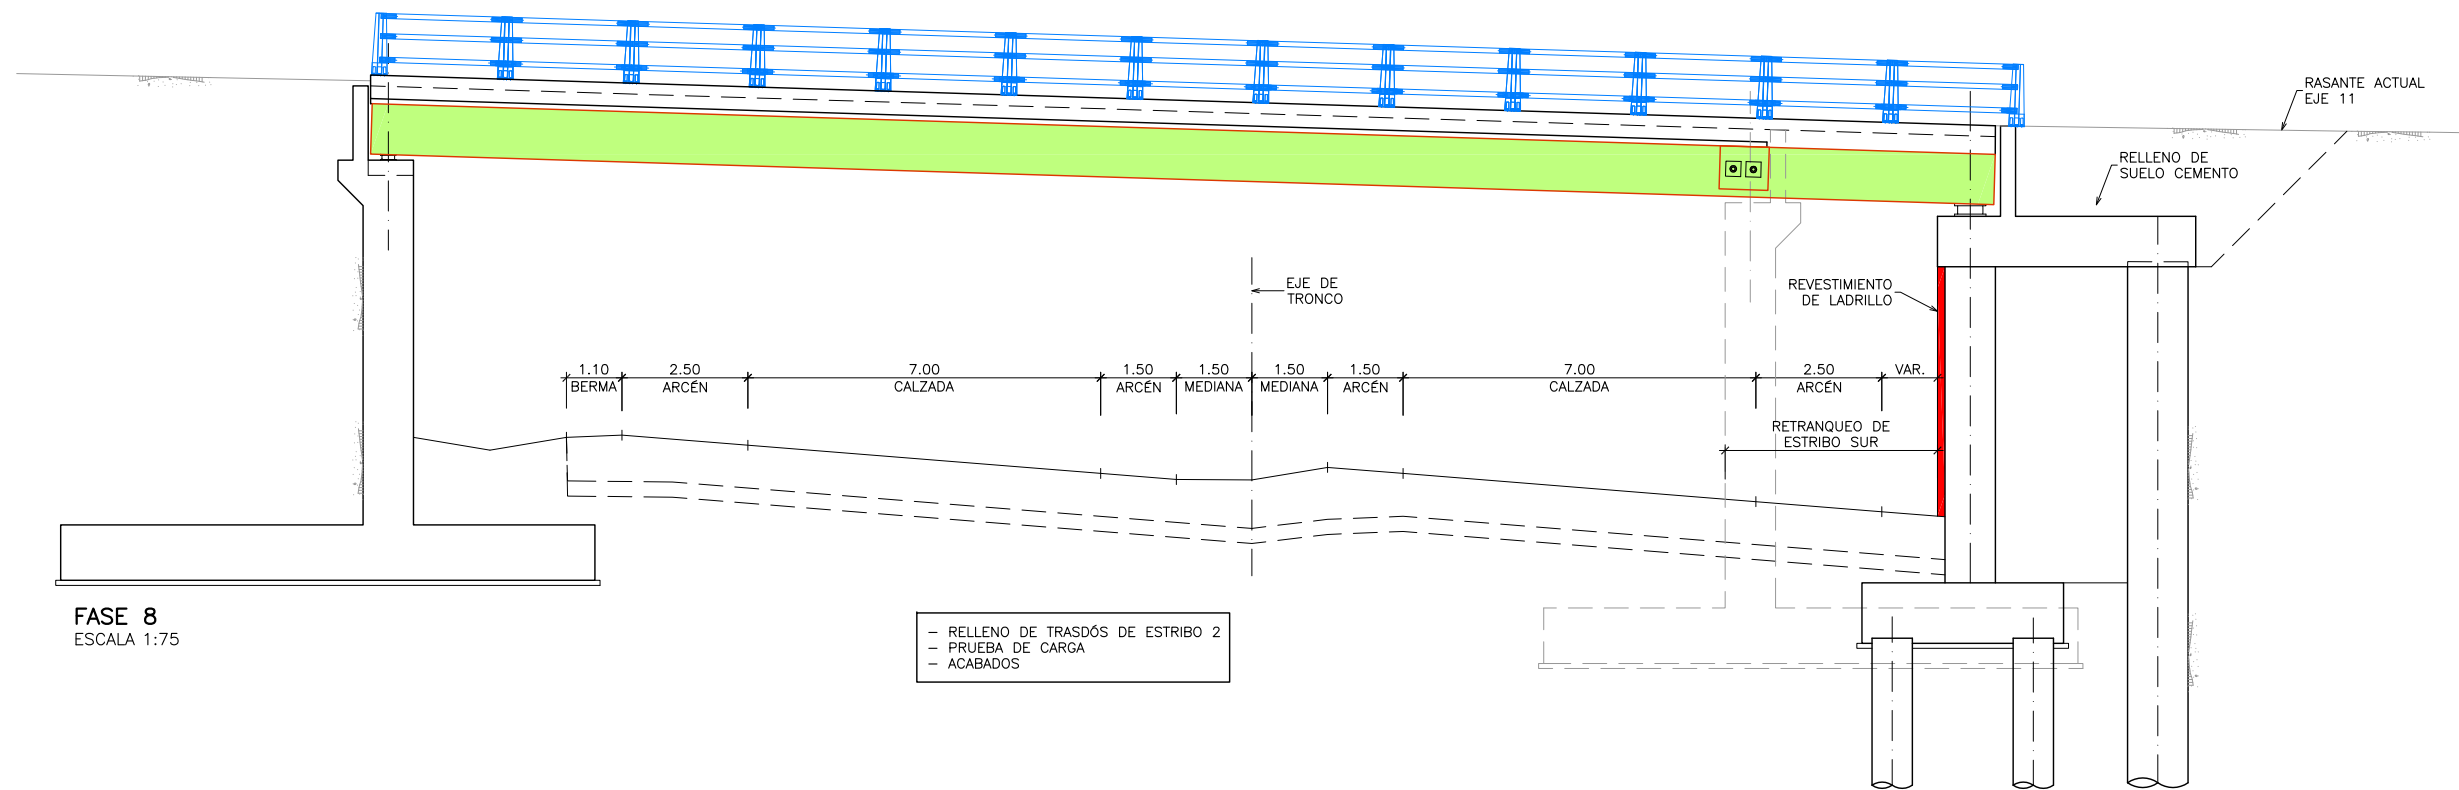 RASANTE ACTUAL
EJE 11
RELLENO DE
SUELO CEMENTO
EJE DE
TRONCO
REVESTIMIENTO
DE LADRILLO
1.10
2.50
7.00
1.50
1.50
1.50
1.50
7.00
2.50
VAR.
BERMA
ARCÉN
CALZADA
ARCÉN
MEDIANA
MEDIANA
ARCÉN
CALZADA
ARCÉN
RETRANQUEO DE
ESTRIBO SUR
FASE 8
ESCALA 1:75
– RELLENO DE TRASDÓS DE ESTRIBO 2
– PRUEBA DE CARGA
– ACABADOS